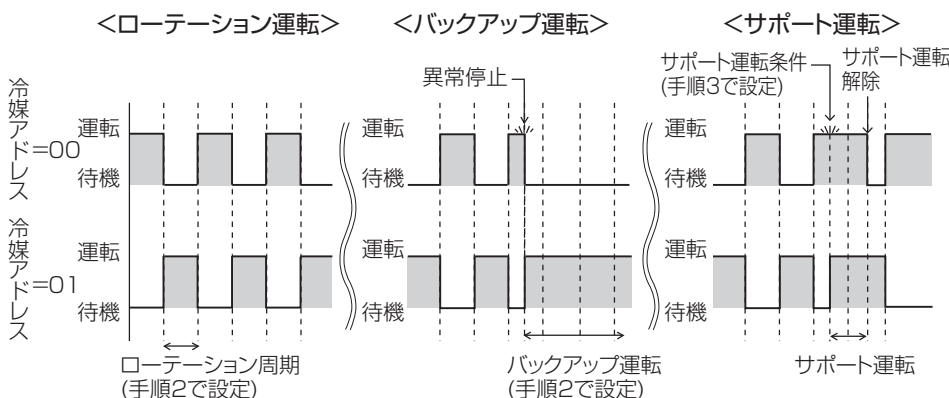 <ローテーション運転>
<バックアップ運転>
<サポート運転>
異常停止
サポート運転条件
(手順3で設定)
サポート運転
解除
冷媒アドレス=00
運転
待機
運転
待機
運転
待機
冷媒アドレス=01
運転
待機
運転
待機
運転
待機
ローテーション周期
(手順2で設定)
バックアップ運転
(手順2で設定)
サポート運転